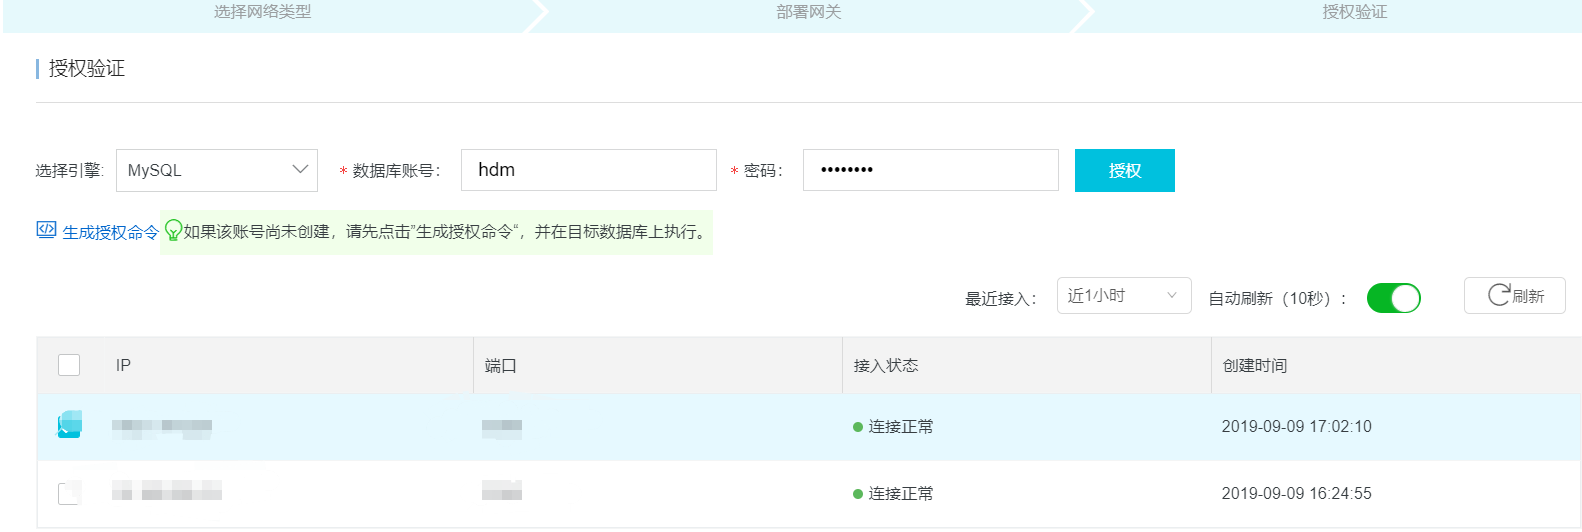 选择网络类型 部署网关 授权验证
授权验证
选择引擎: MySQL * 数据库账号: hdm * 密码: •••••••• 授权
生成授权命令 如果该账号尚未创建，请先点击”生成授权命令“，并在目标数据库上执行。
最近接入: 近1小时 自动刷新（10秒）: 刷新
IP 端口 接入状态 创建时间
连接正常 2019-09-09 17:02:10
连接正常 2019-09-09 16:24:55